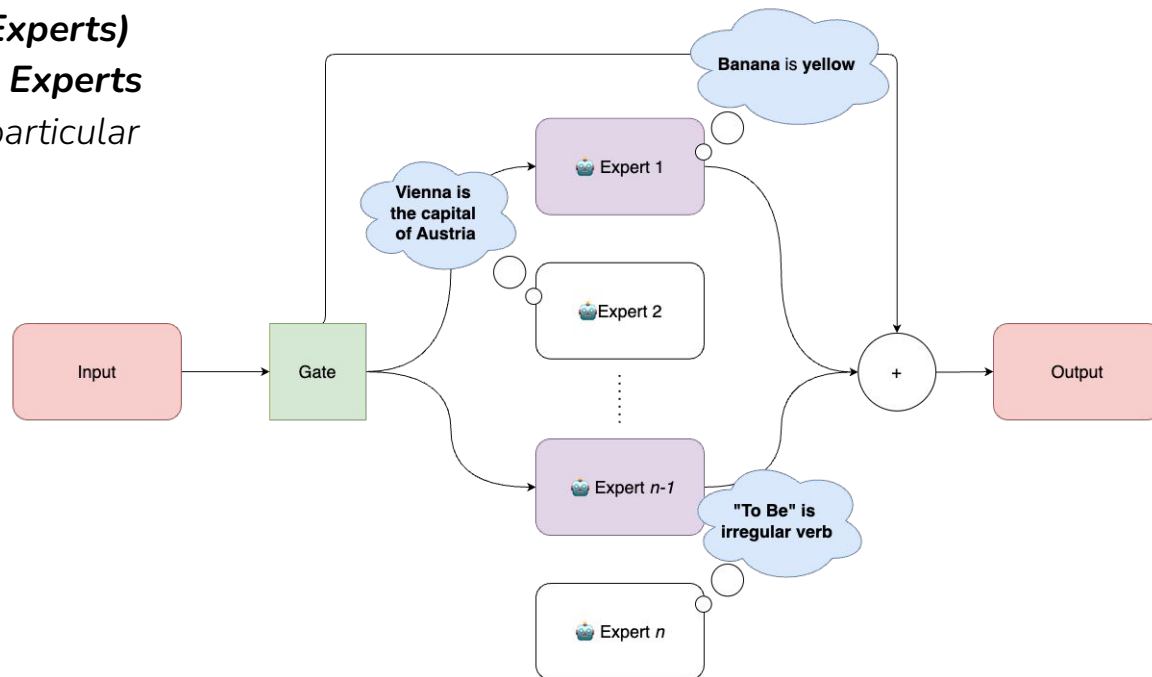 Experts)
Experts
particular
Banana is yellow
Expert 1
Vienna is
the capital
of Austria
Expert 2
Input
Gate
+
Output
Expert n-1
"To Be" is
irregular verb
Expert n